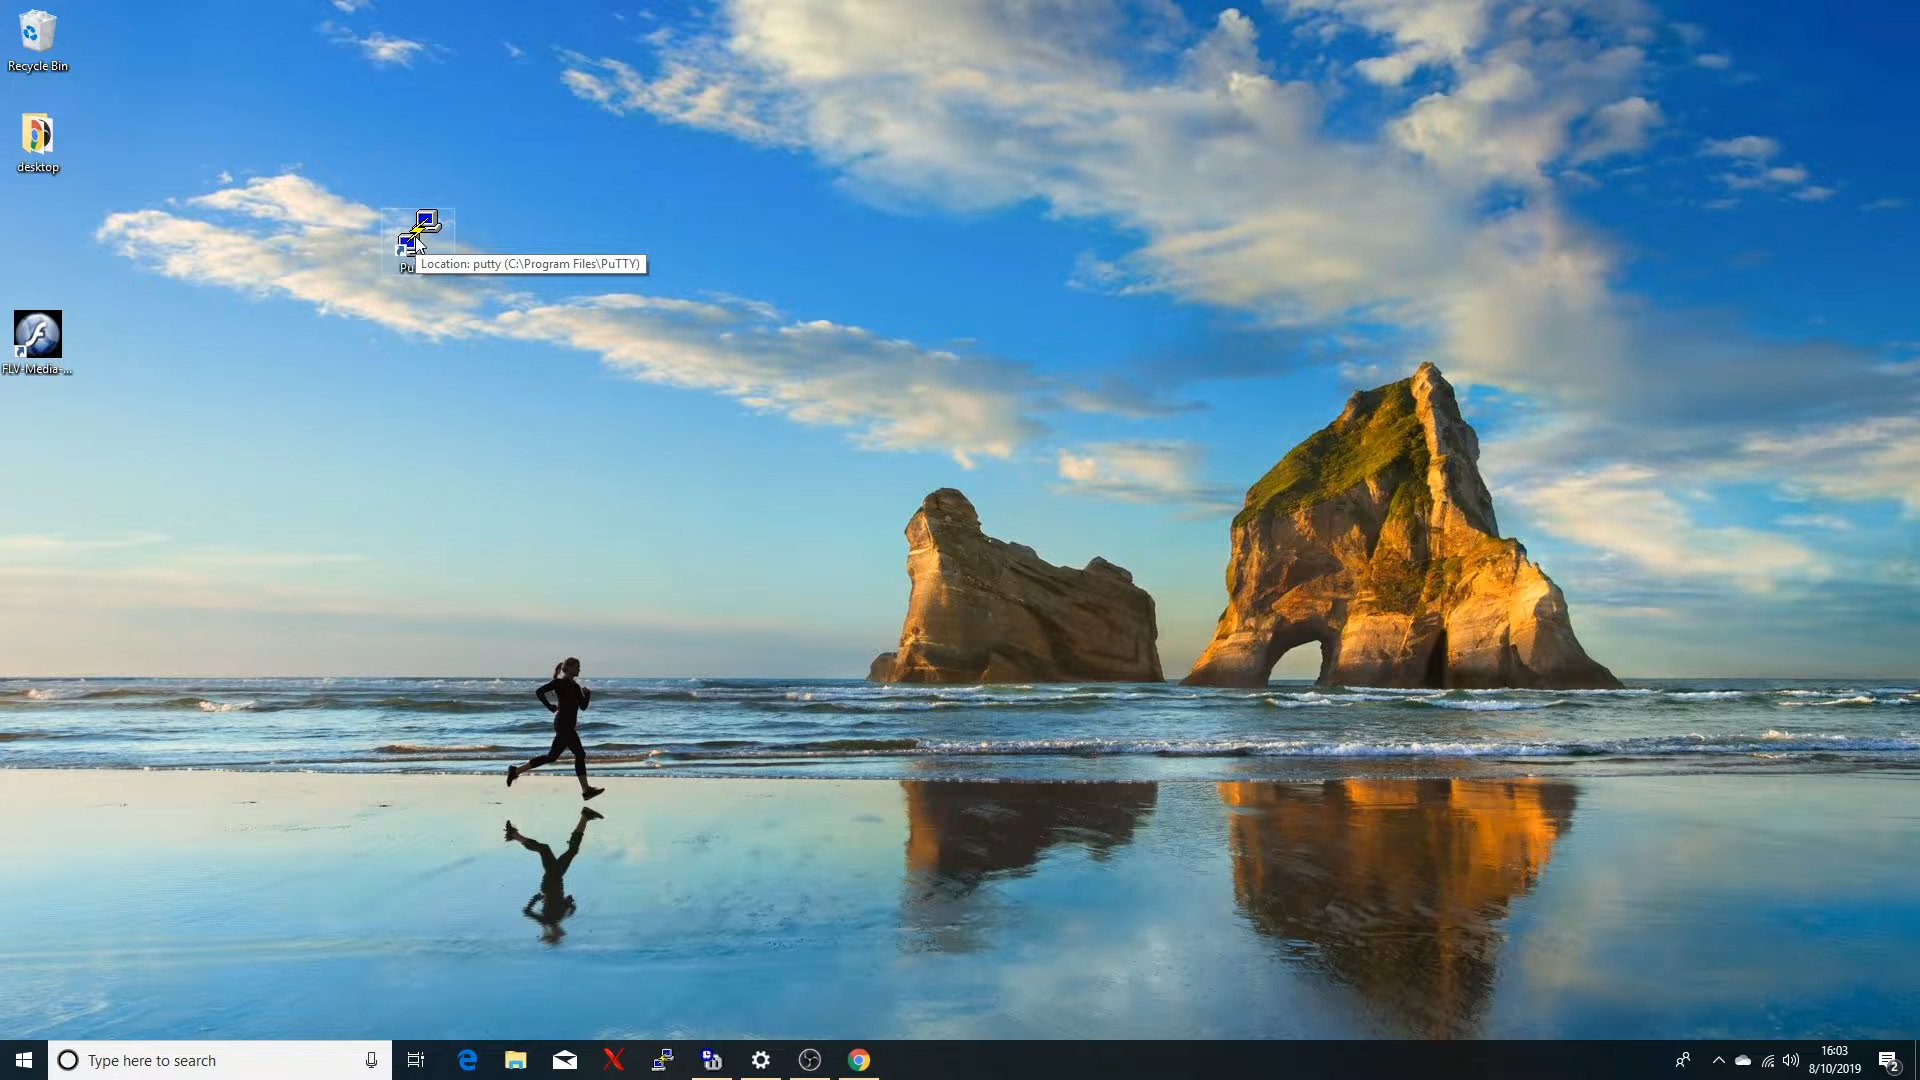 Recycle Bin
desktop
Location: putty (C:\Program Files\PuTTY)
FLV-Media-...
Type here to search
16:03
8/10/2019
2